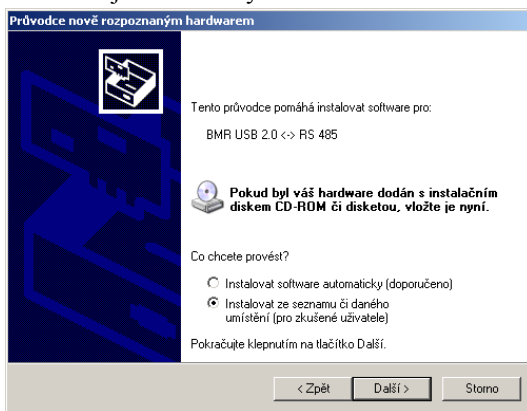 Průvodce nově rozpoznaným hardwarem
Tento průvodce pomáhá instalovat software pro:
BMR USB 2.0 <-> RS 485
Pokud byl váš hardware dodán s instalačním
diskem CD-ROM či disketou, vložte je nyní.
Co chcete provést?
Instalovat software automaticky (doporučeno)
Instalovat ze seznamu či daného
umístění (pro zkušené uživatele)
Pokračujte klepnutím na tlačítko Další.
< Zpět
Další >
Storno